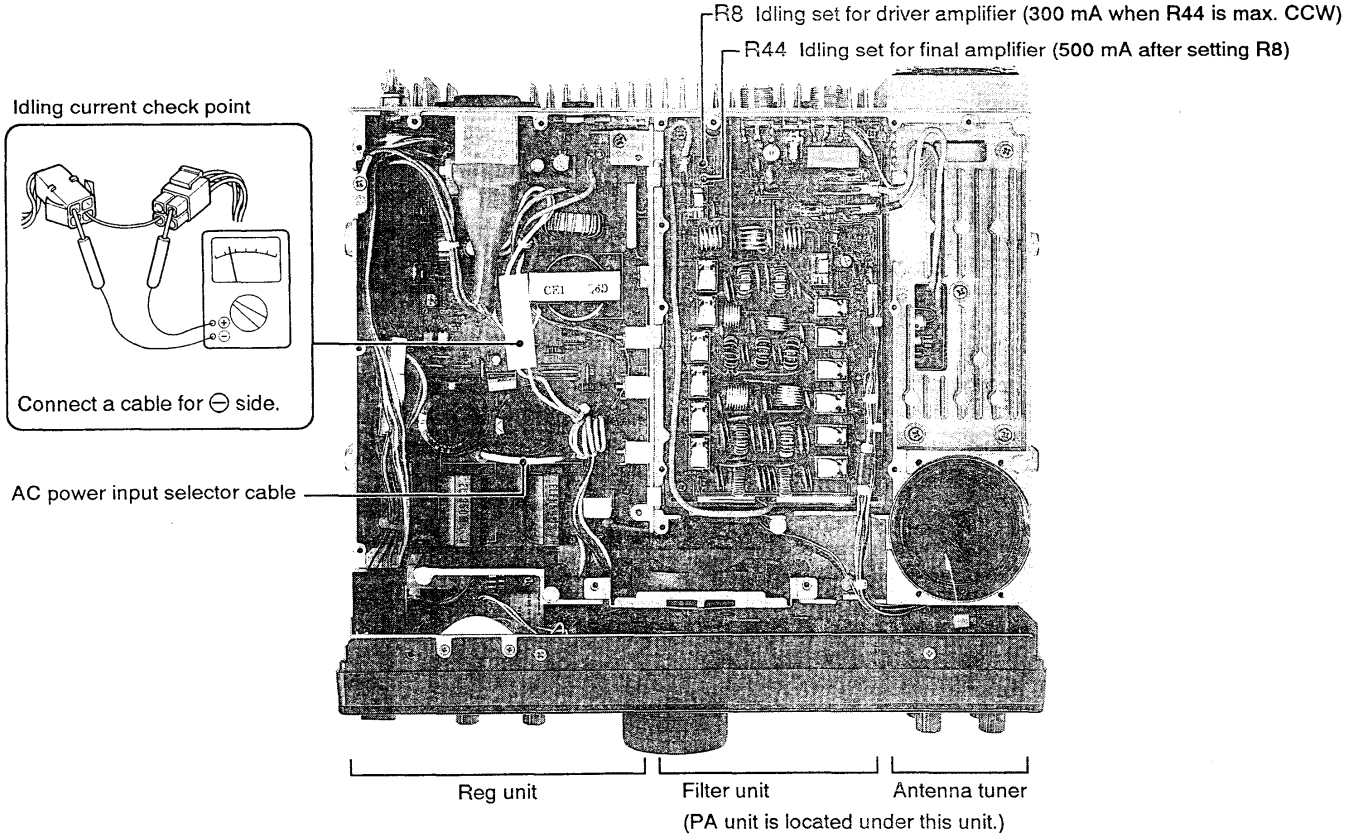 R8 Idling set for driver amplifier (300 mA when R44 is max. CCW)
R44 Idling set for final amplifier (500 mA after setting R8)
Idling current check point
⊕
⊖
Connect a cable for ⊖ side.
AC power input selector cable
Reg unit
Filter unit
Antenna tuner
(PA unit is located under this unit.)